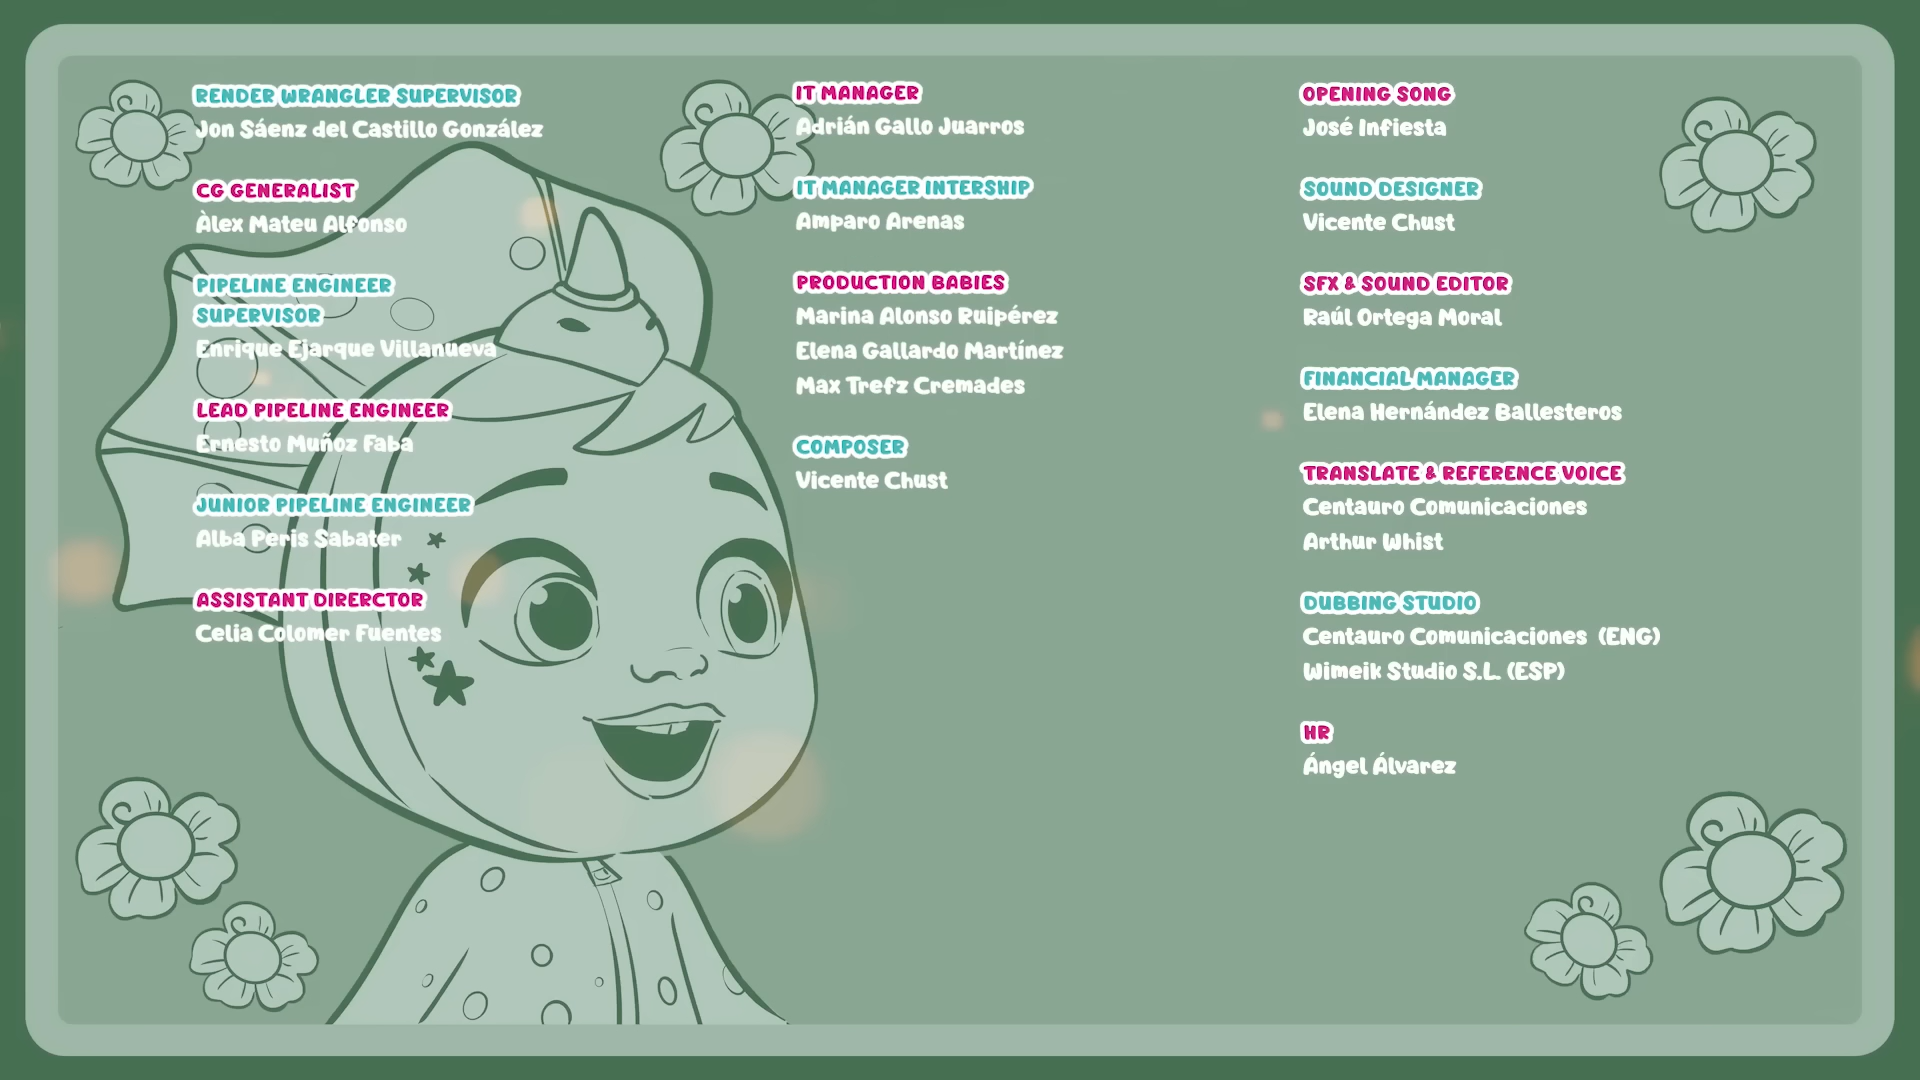 RENDER WRANGLER SUPERVISOR
Jon Sáenz del Castillo González
CG GENERALIST
Àlex Mateu Alfonso
PIPELINE ENGINEER
SUPERVISOR
Enrique Ejarque Villanueva
LEAD PIPELINE ENGINEER
Ernesto Muñoz Faba
JUNIOR PIPELINE ENGINEER
Alba Peris Sabater
ASSISTANT DIRERCTOR
Celia Colomer Fuentes
IT MANAGER
Adrián Gallo Juarros
IT MANAGER INTERSHIP
Amparo Arenas
PRODUCTION BABIES
Marina Alonso Ruipérez
Elena Gallardo Martínez
Max Trefz Cremades
COMPOSER
Vicente Chust
OPENING SONG
José Infiesta
SOUND DESIGNER
Vicente Chust
SFX & SOUND EDITOR
Raúl Ortega Moral
FINANCIAL MANAGER
Elena Hernández Ballesteros
TRANSLATE & REFERENCE VOICE
Centauro Comunicaciones
Arthur Whist
DUBBING STUDIO
Centauro Comunicaciones (ENG)
Wimeik Studio S.L. (ESP)
HR
Ángel Álvarez